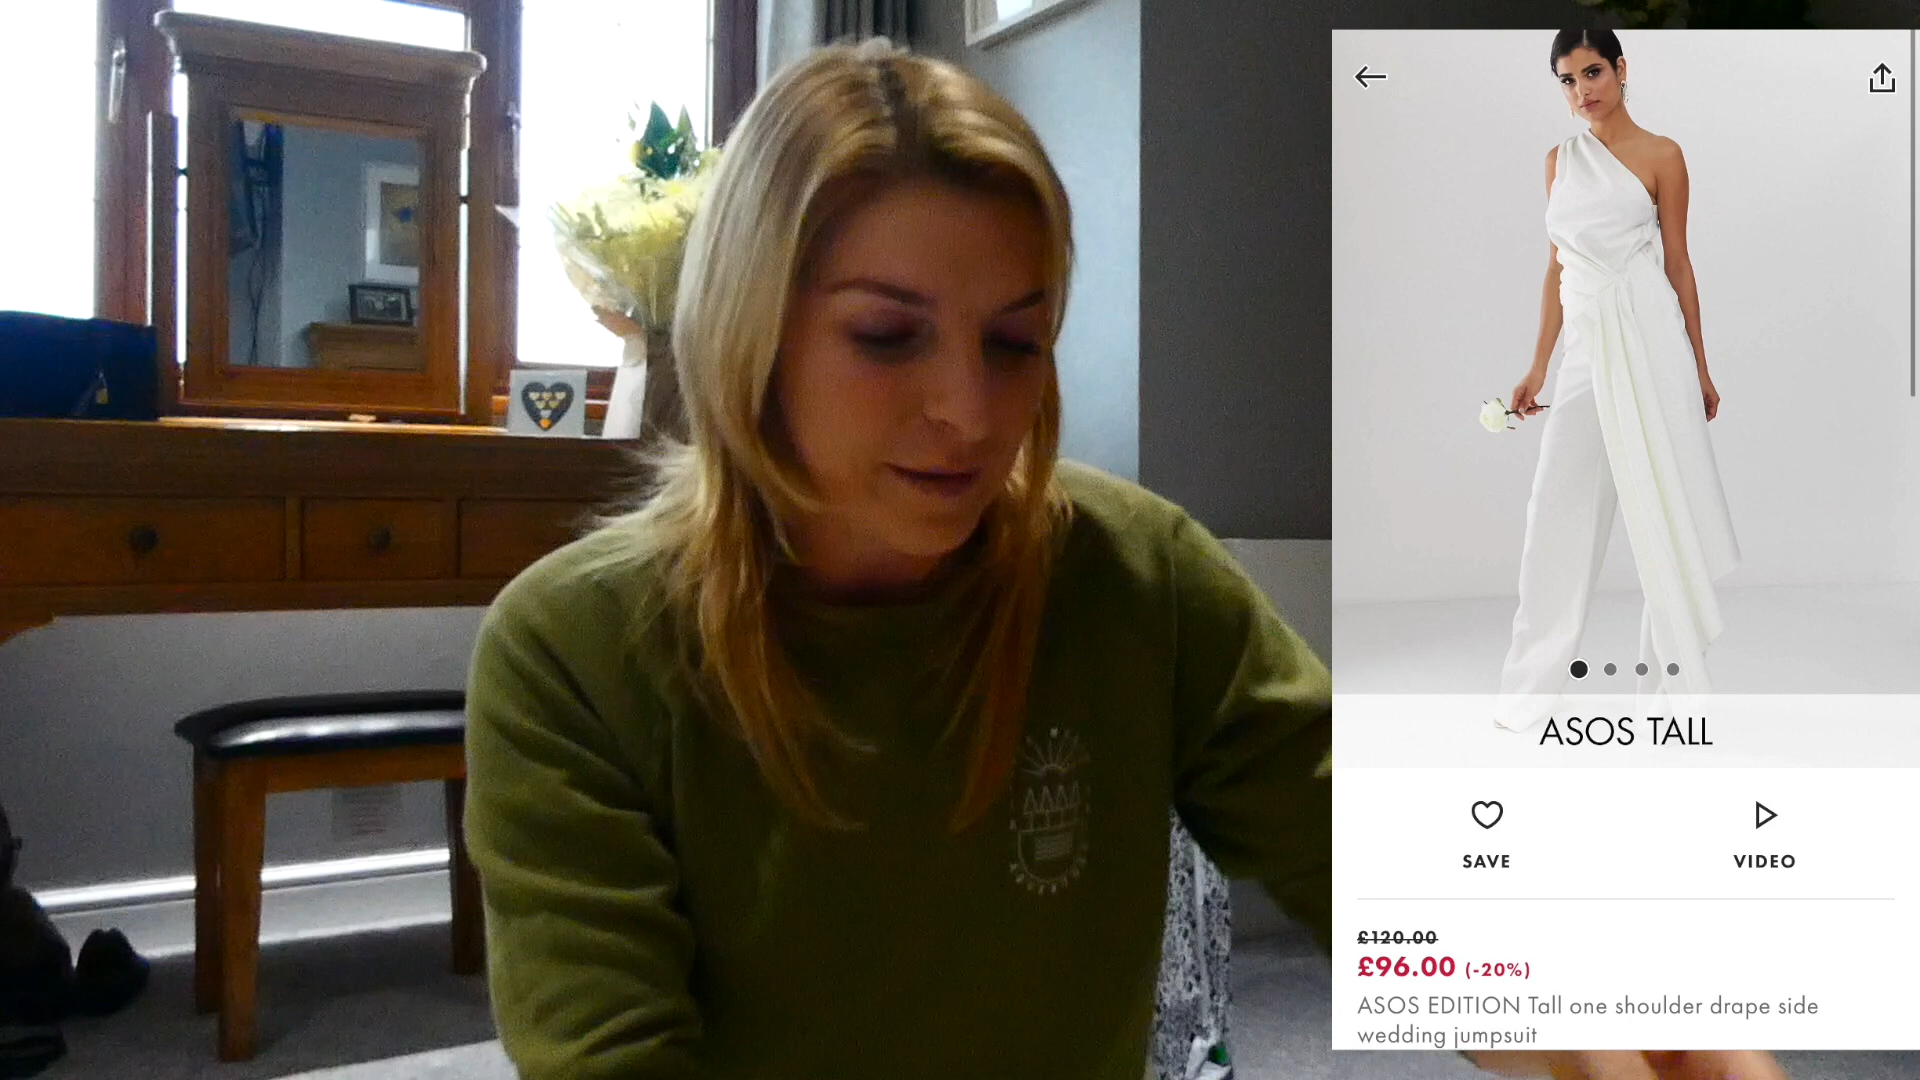 ASOS TALL
SAVE
VIDEO
£120.00
£96.00 (-20%)
ASOS EDITION Tall one shoulder drape side
wedding jumpsuit